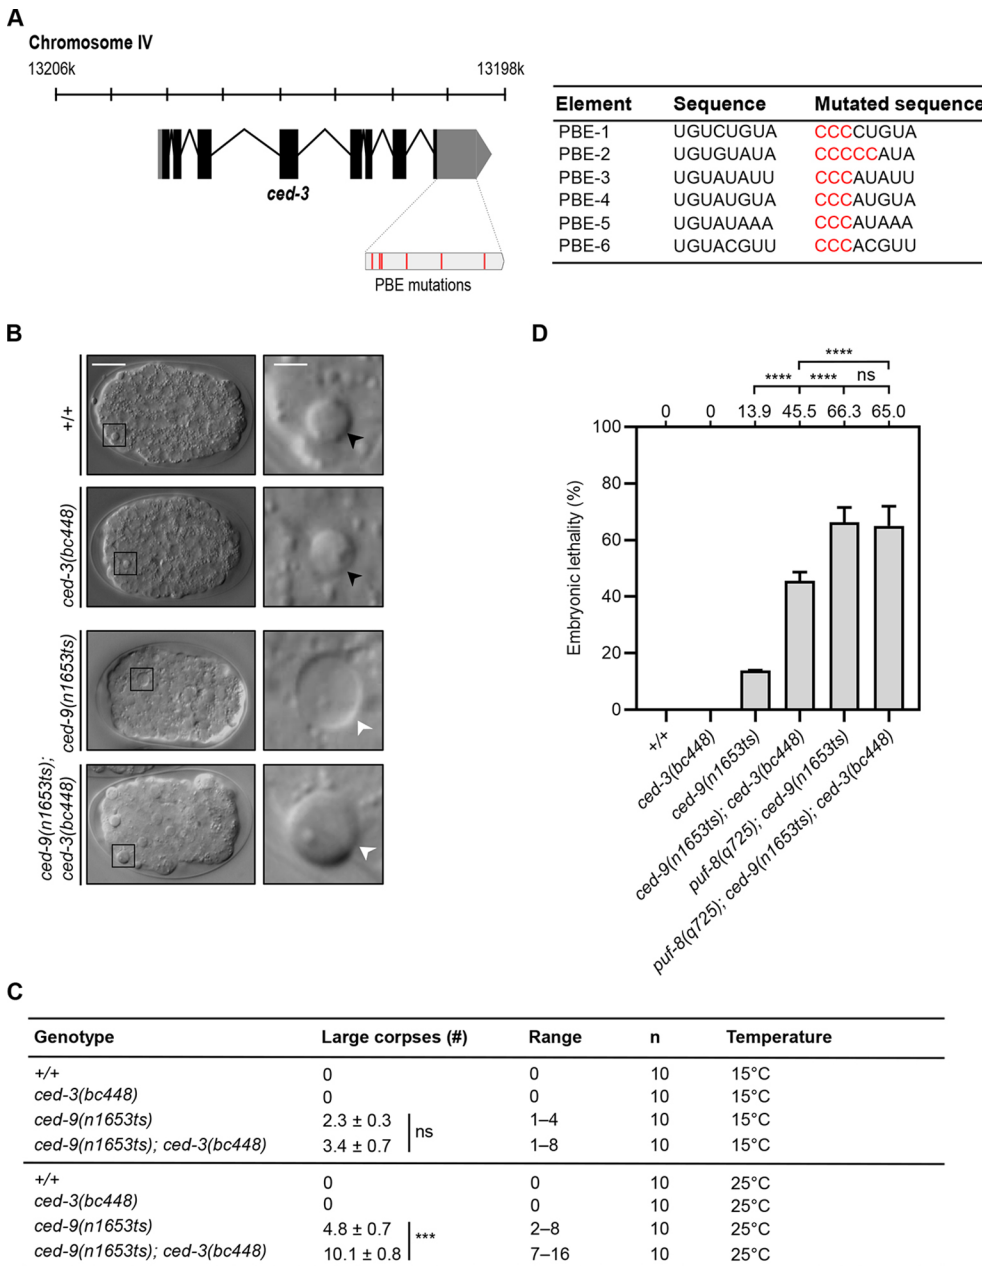 A
Chromosome IV
13206k 13198k
ced-3
PBE mutations
Element Sequence Mutated sequence
PBE-1 UGUCUGUA CCCCUGUA
PBE-2 UGUGUAUA CCCCCAUA
PBE-3 UGUAUAUU CCCAUAUU
PBE-4 UGUAUGUA CCCAUGUA
PBE-5 UGUAUAAA CCCAUAAA
PBE-6 UGUACGUU CCCACGUU
B
+/+
ced-3(bc448)
ced-9(n1653ts)
ced-9(n1653ts);
ced-3(bc448)
D
****
**** **** ns
0 0 13.9 45.5 66.3 65.0
Embryonic lethality (%)
100
80
60
40
20
0
+/+
ced-3(bc448)
ced-9(n1653ts)
ced-9(n1653ts); ced-3(bc448)
puf-8(q725); ced-9(n1653ts)
puf-8(q725); ced-9(n1653ts); ced-3(bc448)
C
Genotype Large corpses (#) Range n Temperature
+/+ 0 0 10 15°C
ced-3(bc448) 0 0 10 15°C
ced-9(n1653ts) 2.3 ± 0.3 1–4 10 15°C
ns
ced-9(n1653ts); ced-3(bc448) 3.4 ± 0.7 1–8 10 15°C
+/+ 0 0 10 25°C
ced-3(bc448) 0 0 10 25°C
ced-9(n1653ts) 4.8 ± 0.7 2–8 10 25°C
***
ced-9(n1653ts); ced-3(bc448) 10.1 ± 0.8 7–16 10 25°C